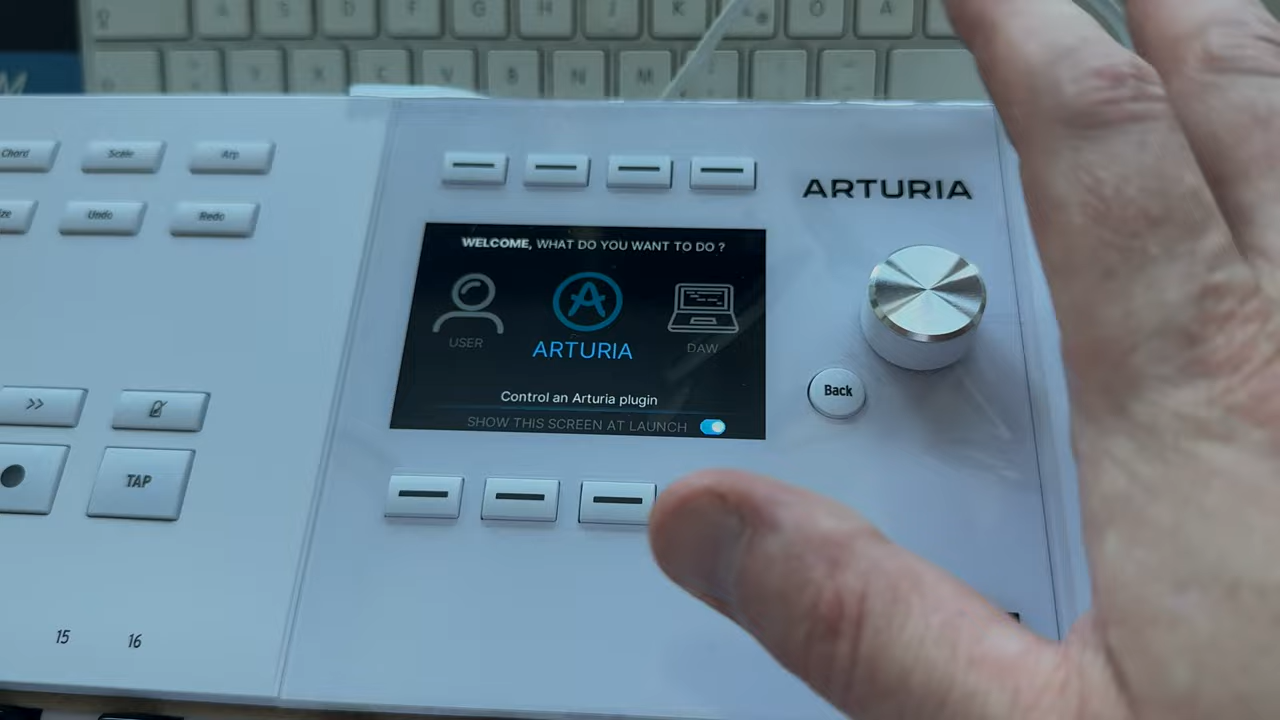 A S D F G H J K Ö Ä
Y X C V B N M
Chord Scale Arp
Undo Redo
ARTURIA
WELCOME, WHAT DO YOU WANT TO DO ?
USER ARTURIA DAW
Control an Arturia plugin
SHOW THIS SCREEN AT LAUNCH
Back
>>
TAP
15 16